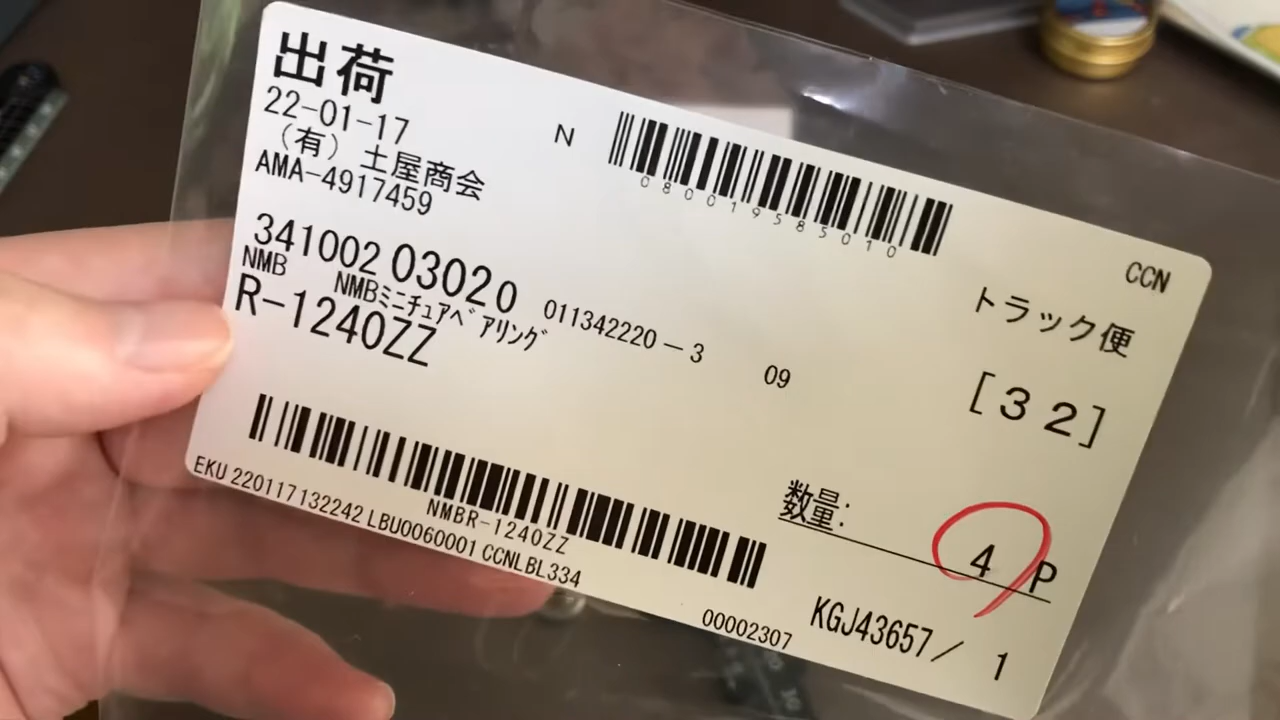 出荷
22-01-17
(有) 土屋商会
AMA-4917459
N
080019585010
CCN
トラック便
[32]
341002 03020 011342220-3 09
NMB NMBミニチュアベアリング
R-1240ZZ
数量: 4 P
NMBR-1240ZZ
EKU 220117132242 LBU0060001 CCNLBL334
00002307
KGJ43657/ 1